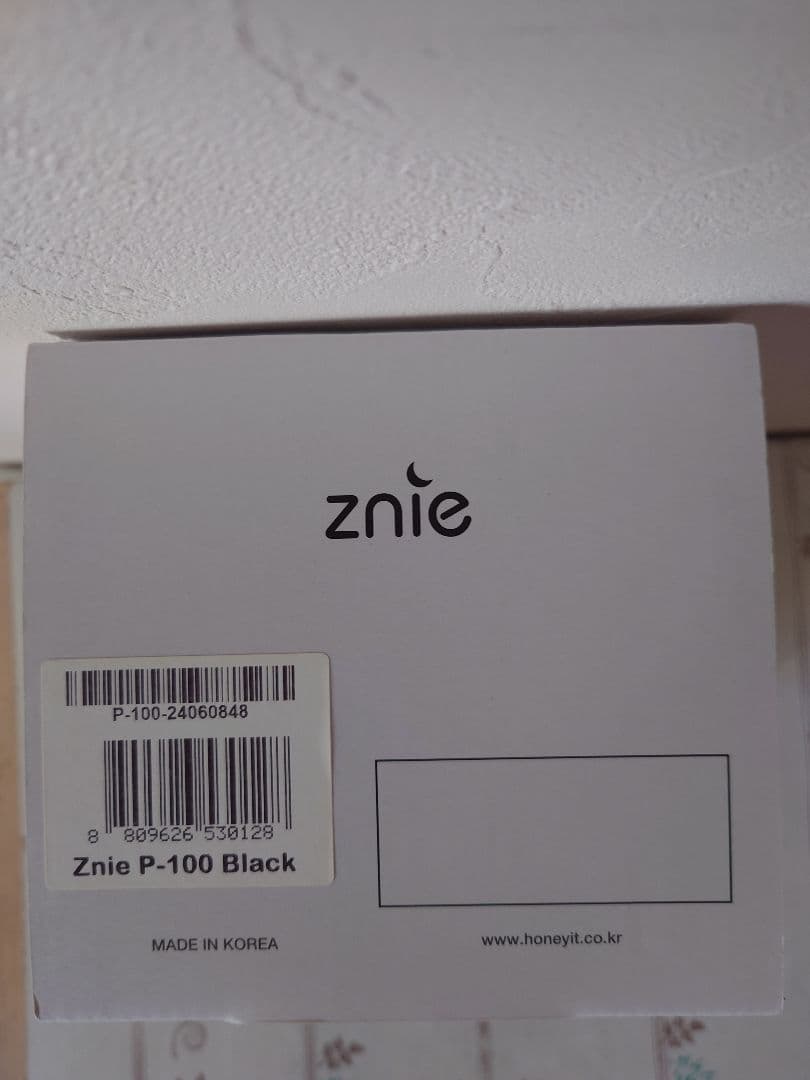 znie
P-100-24060848
8 809626 530128
Znie P-100 Black
MADE IN KOREA
www.honeyit.co.kr